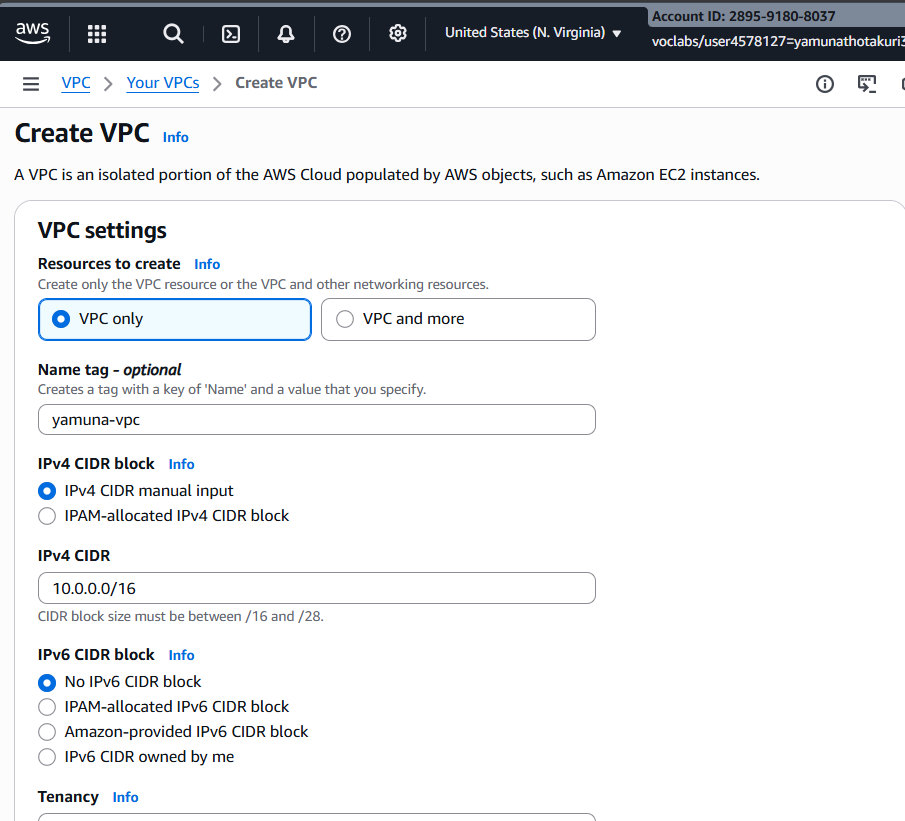 aws
United States (N. Virginia)
Account ID: 2895-9180-8037
voclabs/user4578127=yamunathotakuri3
VPC > Your VPCs > Create VPC
Create VPC Info
A VPC is an isolated portion of the AWS Cloud populated by AWS objects, such as Amazon EC2 instances.
VPC settings
Resources to create Info
Create only the VPC resource or the VPC and other networking resources.
VPC only VPC and more
Name tag - optional
Creates a tag with a key of 'Name' and a value that you specify.
yamuna-vpc
IPv4 CIDR block Info
IPv4 CIDR manual input
IPAM-allocated IPv4 CIDR block
IPv4 CIDR
10.0.0.0/16
CIDR block size must be between /16 and /28.
IPv6 CIDR block Info
No IPv6 CIDR block
IPAM-allocated IPv6 CIDR block
Amazon-provided IPv6 CIDR block
IPv6 CIDR owned by me
Tenancy Info